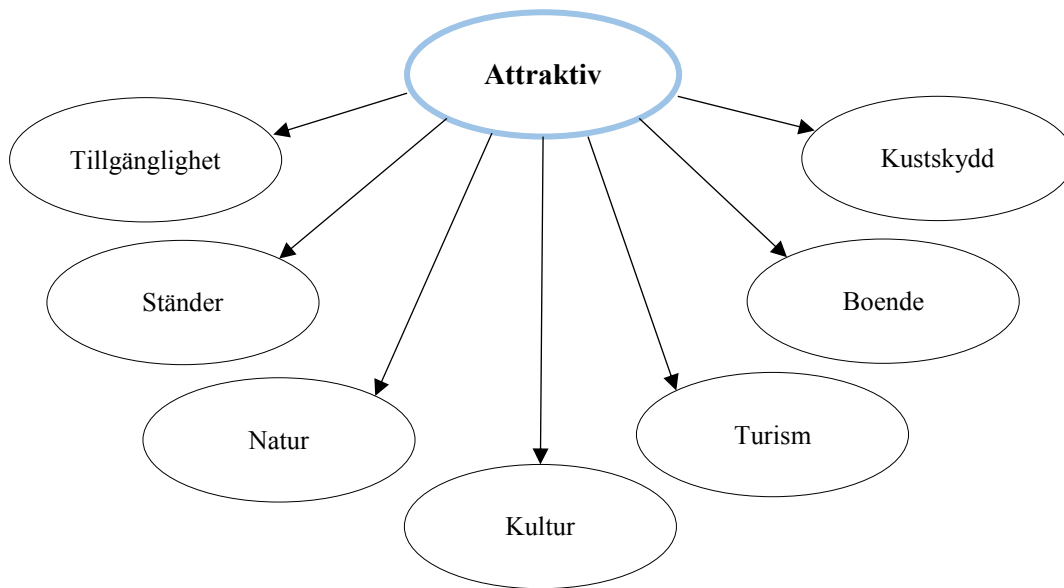 Attraktiv
Tillgänglighet
Kustskydd
Ständer
Boende
Natur
Turism
Kultur